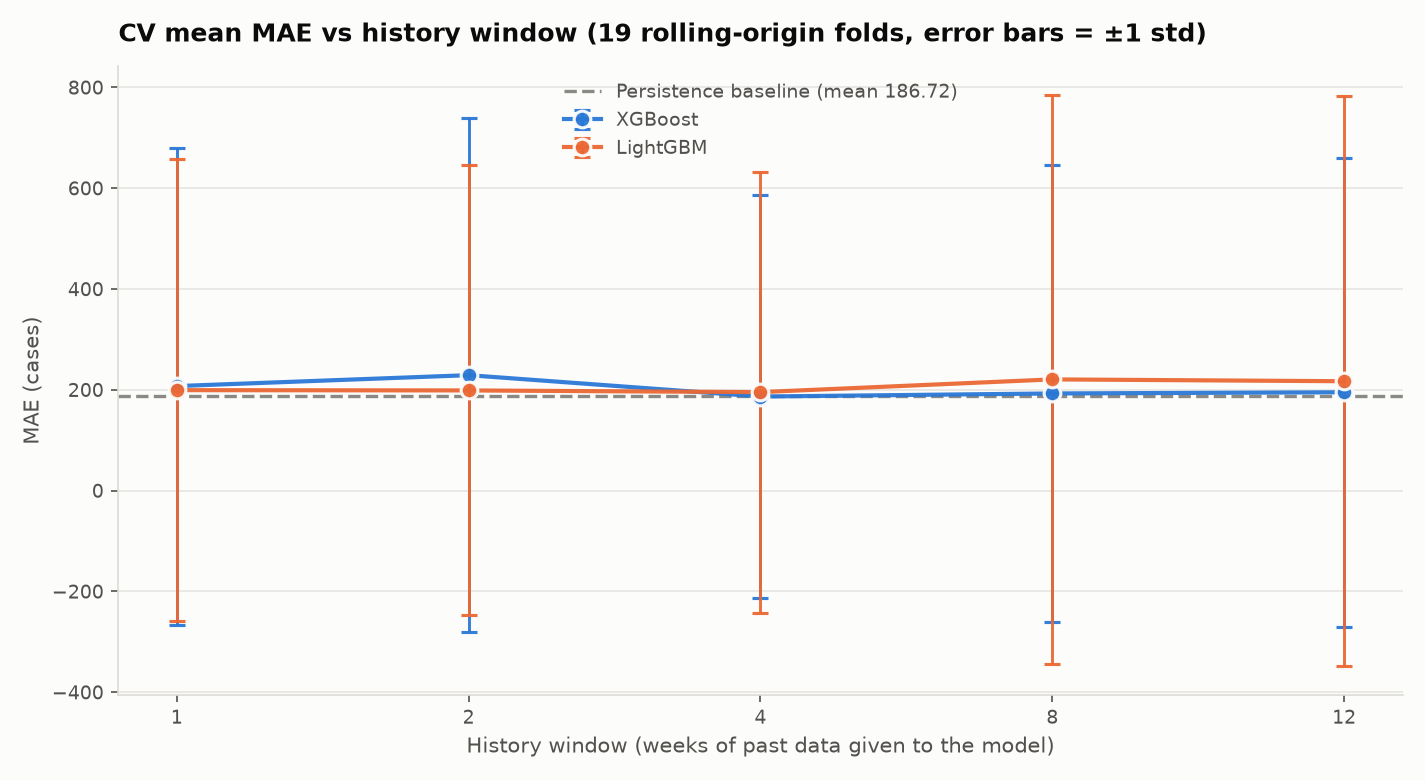 CV mean MAE vs history window (19 rolling-origin folds, error bars = ±1 std)
Persistence baseline (mean 186.72)
XGBoost
LightGBM
MAE (cases)
800
600
400
200
0
−200
−400
1 2 4 8 12
History window (weeks of past data given to the model)